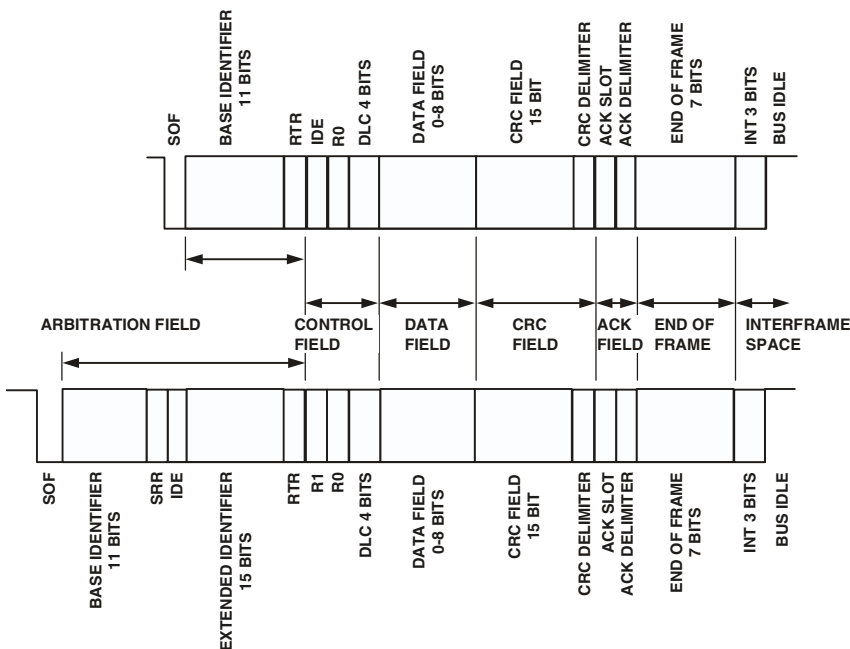 SOF
BASE IDENTIFIER
11 BITS
RTR
IDE
R0
DLC 4 BITS
DATA FIELD
0-8 BITS
CRC FIELD
15 BIT
CRC DELIMITER
ACK SLOT
ACK DELIMITER
END OF FRAME
7 BITS
INT 3 BITS
BUS IDLE
ARBITRATION FIELD
CONTROL
FIELD
DATA
FIELD
CRC
FIELD
ACK
FIELD
END OF
FRAME
INTERFRAME
SPACE
SOF
BASE IDENTIFIER
11 BITS
SRR
IDE
EXTENDED IDENTIFIER
15 BITS
RTR
R1
R0
DLC 4 BITS
DATA FIELD
0-8 BITS
CRC FIELD
15 BIT
CRC DELIMITER
ACK SLOT
ACK DELIMITER
END OF FRAME
7 BITS
INT 3 BITS
BUS IDLE